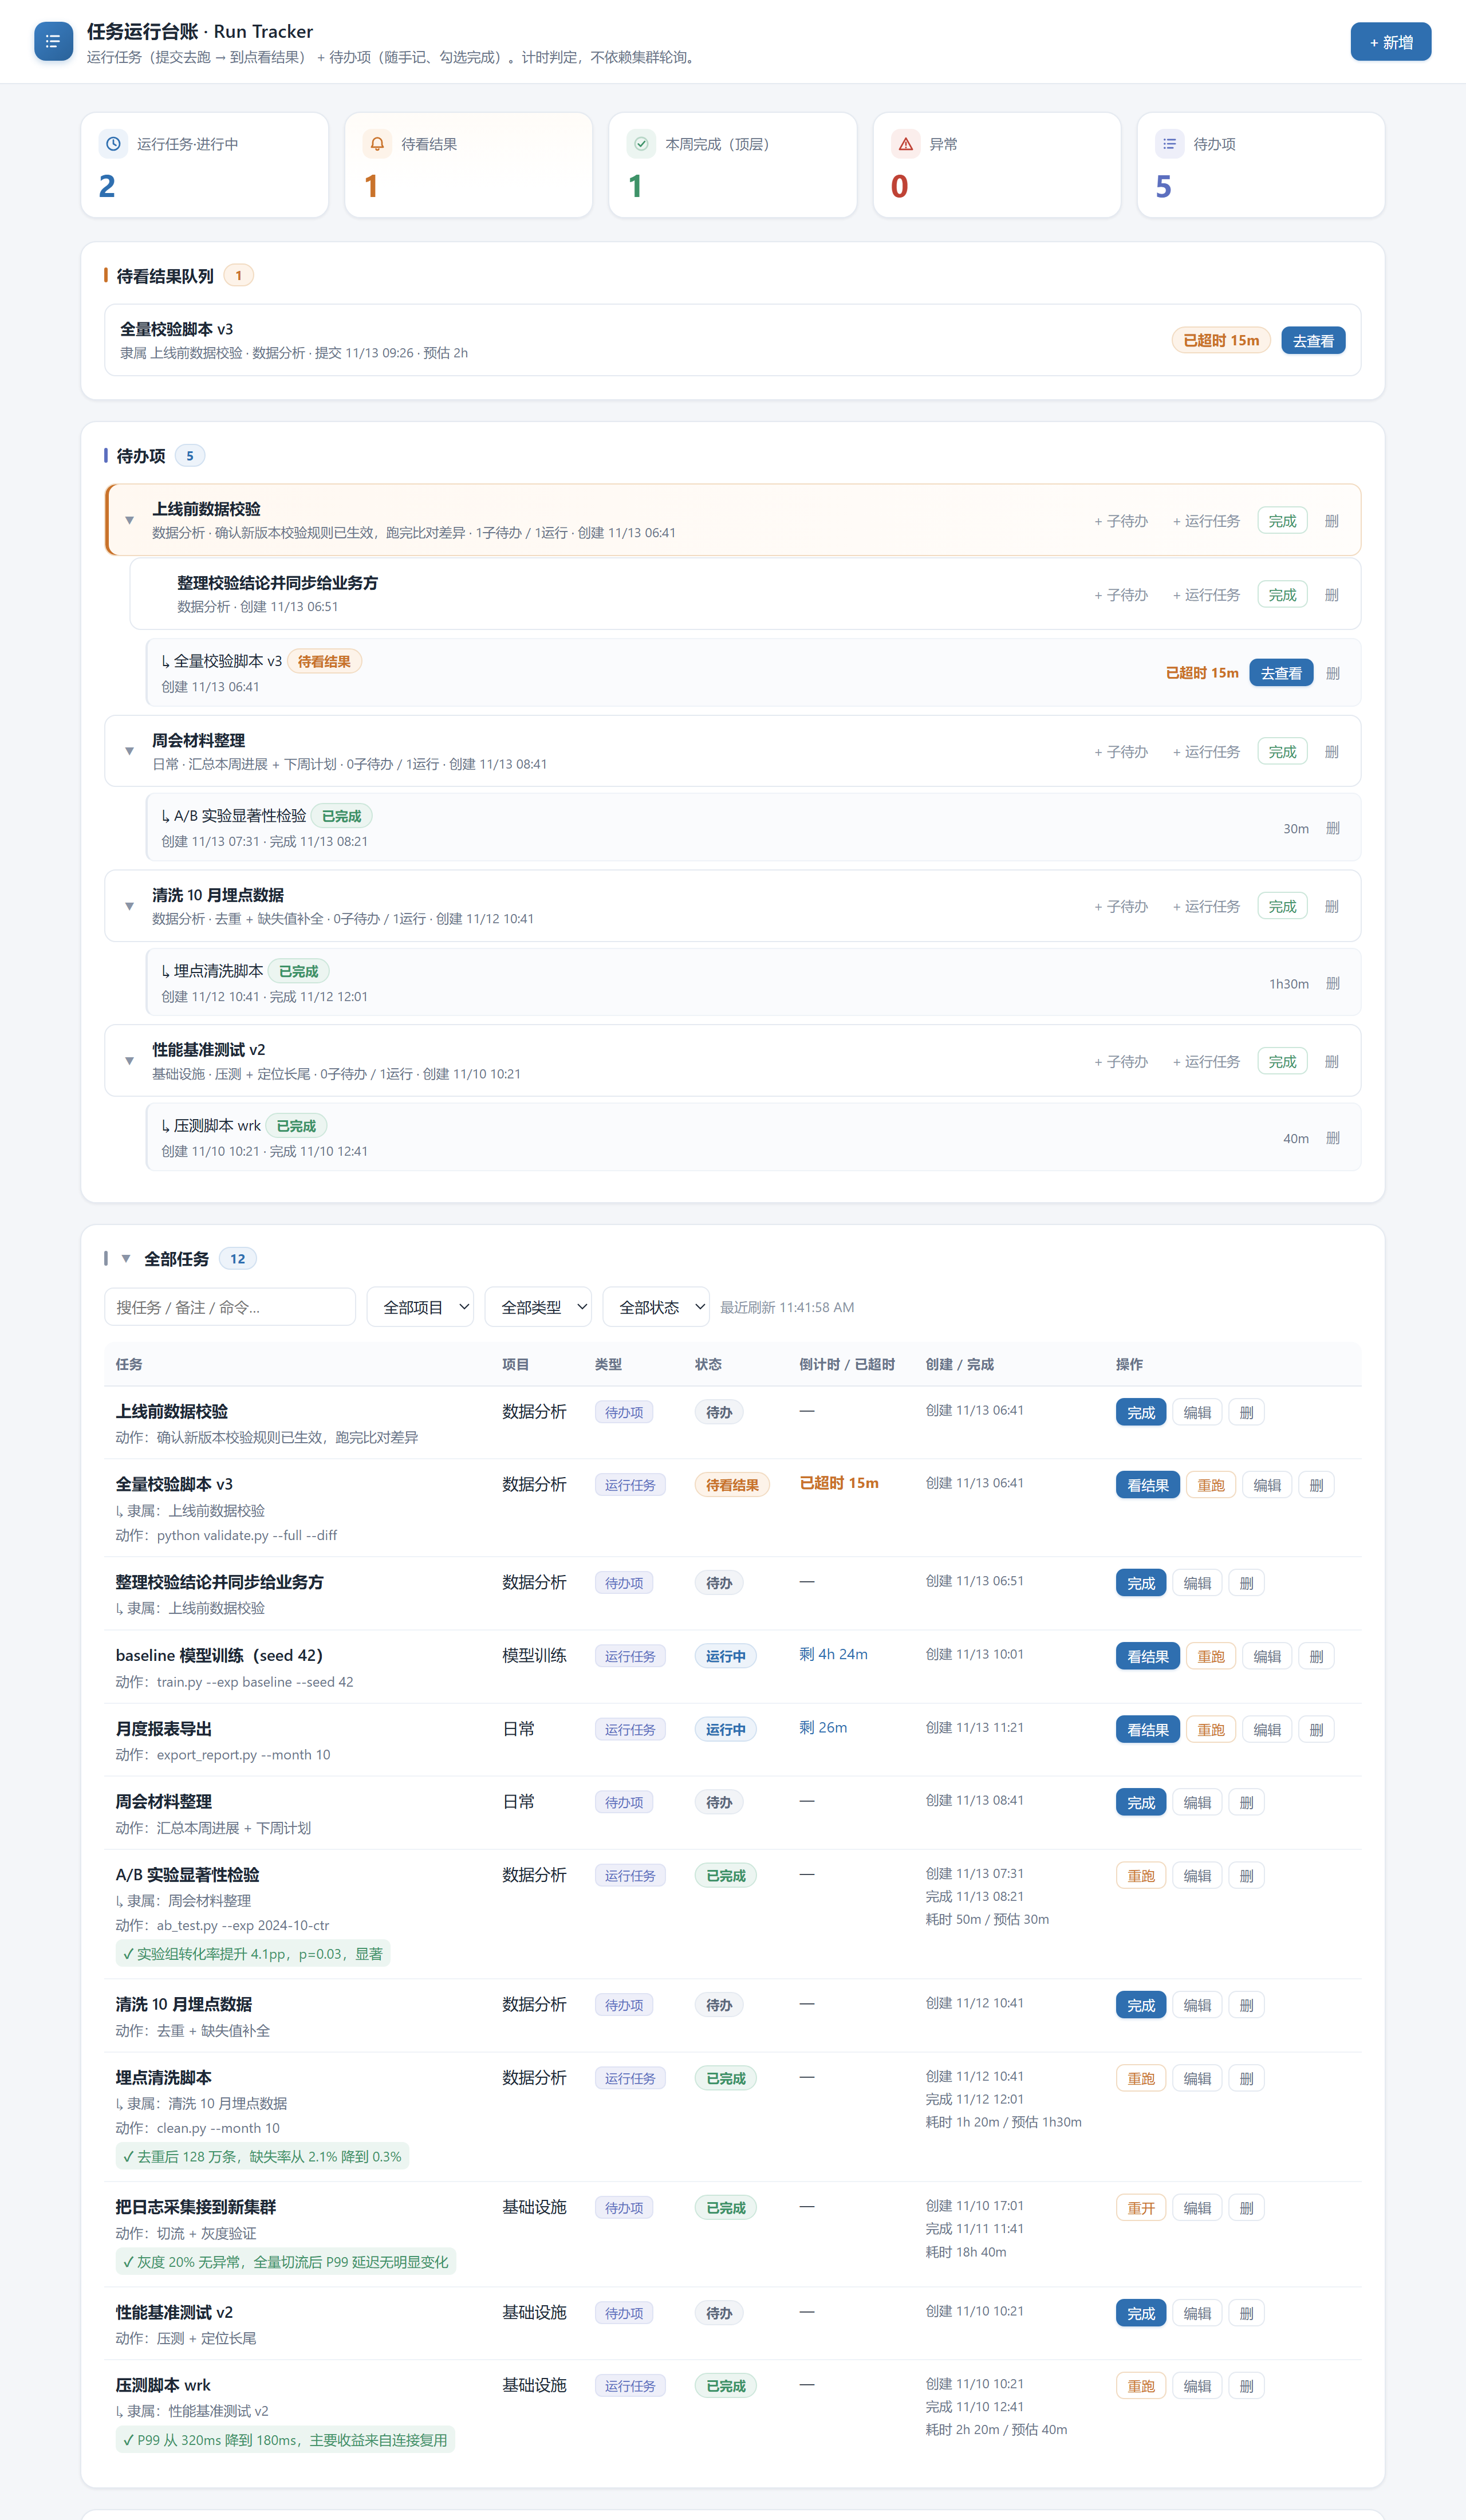 任务运行台账 · Run Tracker
运行任务（提交去跑 → 到点看结果）＋ 待办项（随手记、勾选完成）。计时判定，不依赖集群轮询。
+ 新增
运行任务·进行中
2
待看结果
1
本周完成（顶层）
1
异常
0
待办项
5
待看结果队列 1
全量校验脚本 v3
隶属 上线前数据校验 · 数据分析 · 提交 11/13 09:26 · 预估 2h
已超时 15m 去查看
待办项 5
▼ 上线前数据校验
数据分析 · 确认新版本校验规则已生效，跑完比对差异 · 1子待办 / 1运行 · 创建 11/13 06:41
+ 子待办 + 运行任务 完成 删
整理校验结论并同步给业务方
数据分析 · 创建 11/13 06:51
+ 子待办 + 运行任务 完成 删
↳ 全量校验脚本 v3 待看结果
创建 11/13 06:41
已超时 15m 去查看 删
▼ 周会材料整理
日常 · 汇总本周进展 + 下周计划 · 0子待办 / 1运行 · 创建 11/13 08:41
+ 子待办 + 运行任务 完成 删
↳ A/B 实验显著性检验 已完成
创建 11/13 07:31 · 完成 11/13 08:21
30m 删
▼ 清洗 10 月埋点数据
数据分析 · 去重 + 缺失值补全 · 0子待办 / 1运行 · 创建 11/12 10:41
+ 子待办 + 运行任务 完成 删
↳ 埋点清洗脚本 已完成
创建 11/12 10:41 · 完成 11/12 12:01
1h30m 删
▼ 性能基准测试 v2
基础设施 · 压测 + 定位长尾 · 0子待办 / 1运行 · 创建 11/10 10:21
+ 子待办 + 运行任务 完成 删
↳ 压测脚本 wrk 已完成
创建 11/10 10:21 · 完成 11/10 12:41
40m 删
▼ 全部任务 12
搜任务 / 备注 / 命令... 全部项目 全部类型 全部状态 最近刷新 11:41:58 AM
任务 项目 类型 状态 倒计时 / 已超时 创建 / 完成 操作
上线前数据校验 数据分析 待办项 待办 — 创建 11/13 06:41 完成 编辑 删
动作：确认新版本校验规则已生效，跑完比对差异
全量校验脚本 v3 数据分析 运行任务 待看结果 已超时 15m 创建 11/13 06:41 看结果 重跑 编辑 删
↳ 隶属：上线前数据校验
动作：python validate.py --full --diff
整理校验结论并同步给业务方 数据分析 待办项 待办 — 创建 11/13 06:51 完成 编辑 删
↳ 隶属：上线前数据校验
baseline 模型训练（seed 42） 模型训练 运行任务 运行中 剩 4h 24m 创建 11/13 10:01 看结果 重跑 编辑 删
动作：train.py --exp baseline --seed 42
月度报表导出 日常 运行任务 运行中 剩 26m 创建 11/13 11:21 看结果 重跑 编辑 删
动作：export_report.py --month 10
周会材料整理 日常 待办项 待办 — 创建 11/13 08:41 完成 编辑 删
动作：汇总本周进展 + 下周计划
A/B 实验显著性检验 数据分析 运行任务 已完成 — 创建 11/13 07:31 重跑 编辑 删
↳ 隶属：周会材料整理 完成 11/13 08:21
动作：ab_test.py --exp 2024-10-ctr 耗时 50m / 预估 30m
✓ 实验组转化率提升 4.1pp，p=0.03，显著
清洗 10 月埋点数据 数据分析 待办项 待办 — 创建 11/12 10:41 完成 编辑 删
动作：去重 + 缺失值补全
埋点清洗脚本 数据分析 运行任务 已完成 — 创建 11/12 10:41 重跑 编辑 删
↳ 隶属：清洗 10 月埋点数据 完成 11/12 12:01
动作：clean.py --month 10 耗时 1h 20m / 预估 1h30m
✓ 去重后 128 万条，缺失率从 2.1% 降到 0.3%
把日志采集接到新集群 基础设施 待办项 已完成 — 创建 11/10 17:01 重开 编辑 删
动作：切流 + 灰度验证 完成 11/11 11:41
✓ 灰度 20% 无异常，全量切流后 P99 延迟无明显变化 耗时 18h 40m
性能基准测试 v2 基础设施 待办项 待办 — 创建 11/10 10:21 完成 编辑 删
动作：压测 + 定位长尾
压测脚本 wrk 基础设施 运行任务 已完成 — 创建 11/10 10:21 重跑 编辑 删
↳ 隶属：性能基准测试 v2 完成 11/10 12:41
✓ P99 从 320ms 降到 180ms，主要收益来自连接复用 耗时 2h 20m / 预估 40m